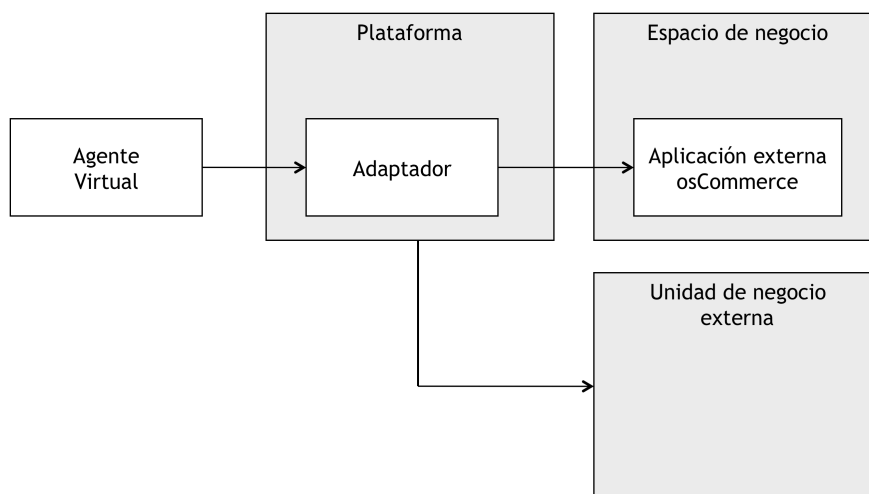 Plataforma
Espacio de negocio
Agente
Virtual
Adaptador
Aplicación externa
osCommerce
Unidad de negocio
externa